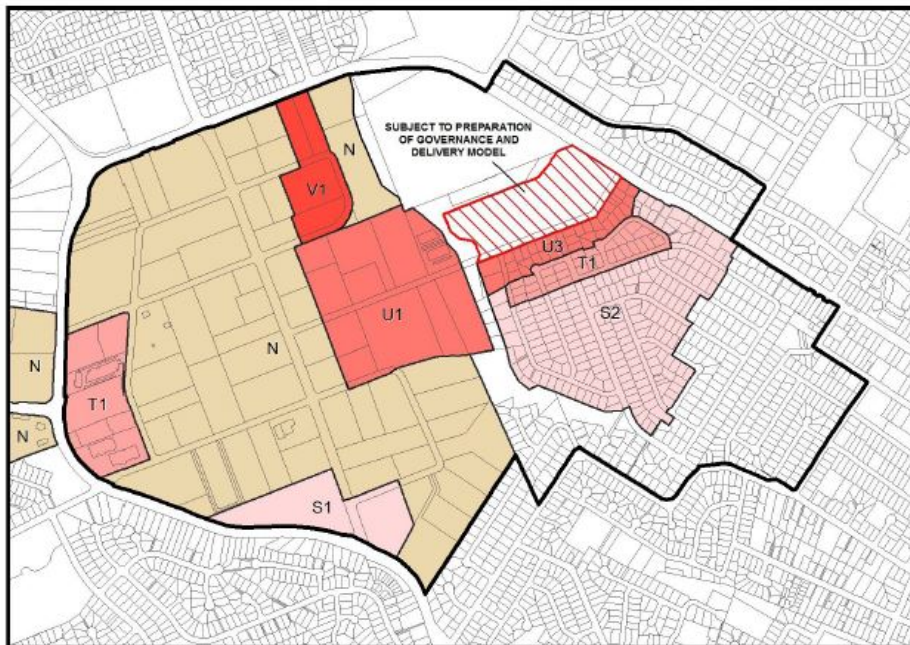 SUBJECT TO PREPARATION
OF GOVERNANCE AND
DELIVERY MODEL
N
V1
U3
T1
U1
S2
N
N
T1
N
S1